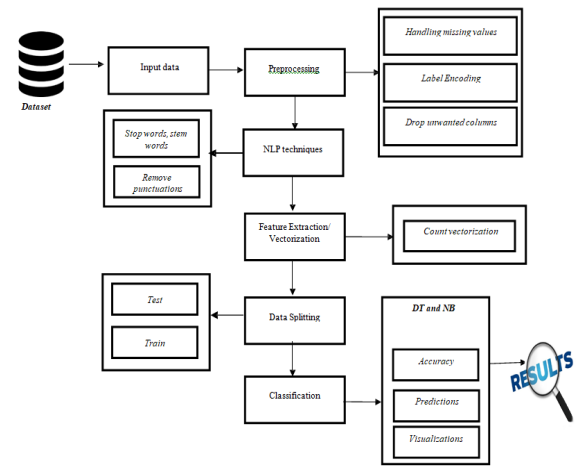 Dataset
Input data
Preprocessing
Handling missing values
Label Encoding
Drop unwanted columns
NLP techniques
Stop words, stem
words
Remove
punctuations
Feature Extraction/
Vectorization
Count vectorization
Data Splitting
Test
Train
Classification
DT and NB
Accuracy
Predictions
Visualizations
RESULTS